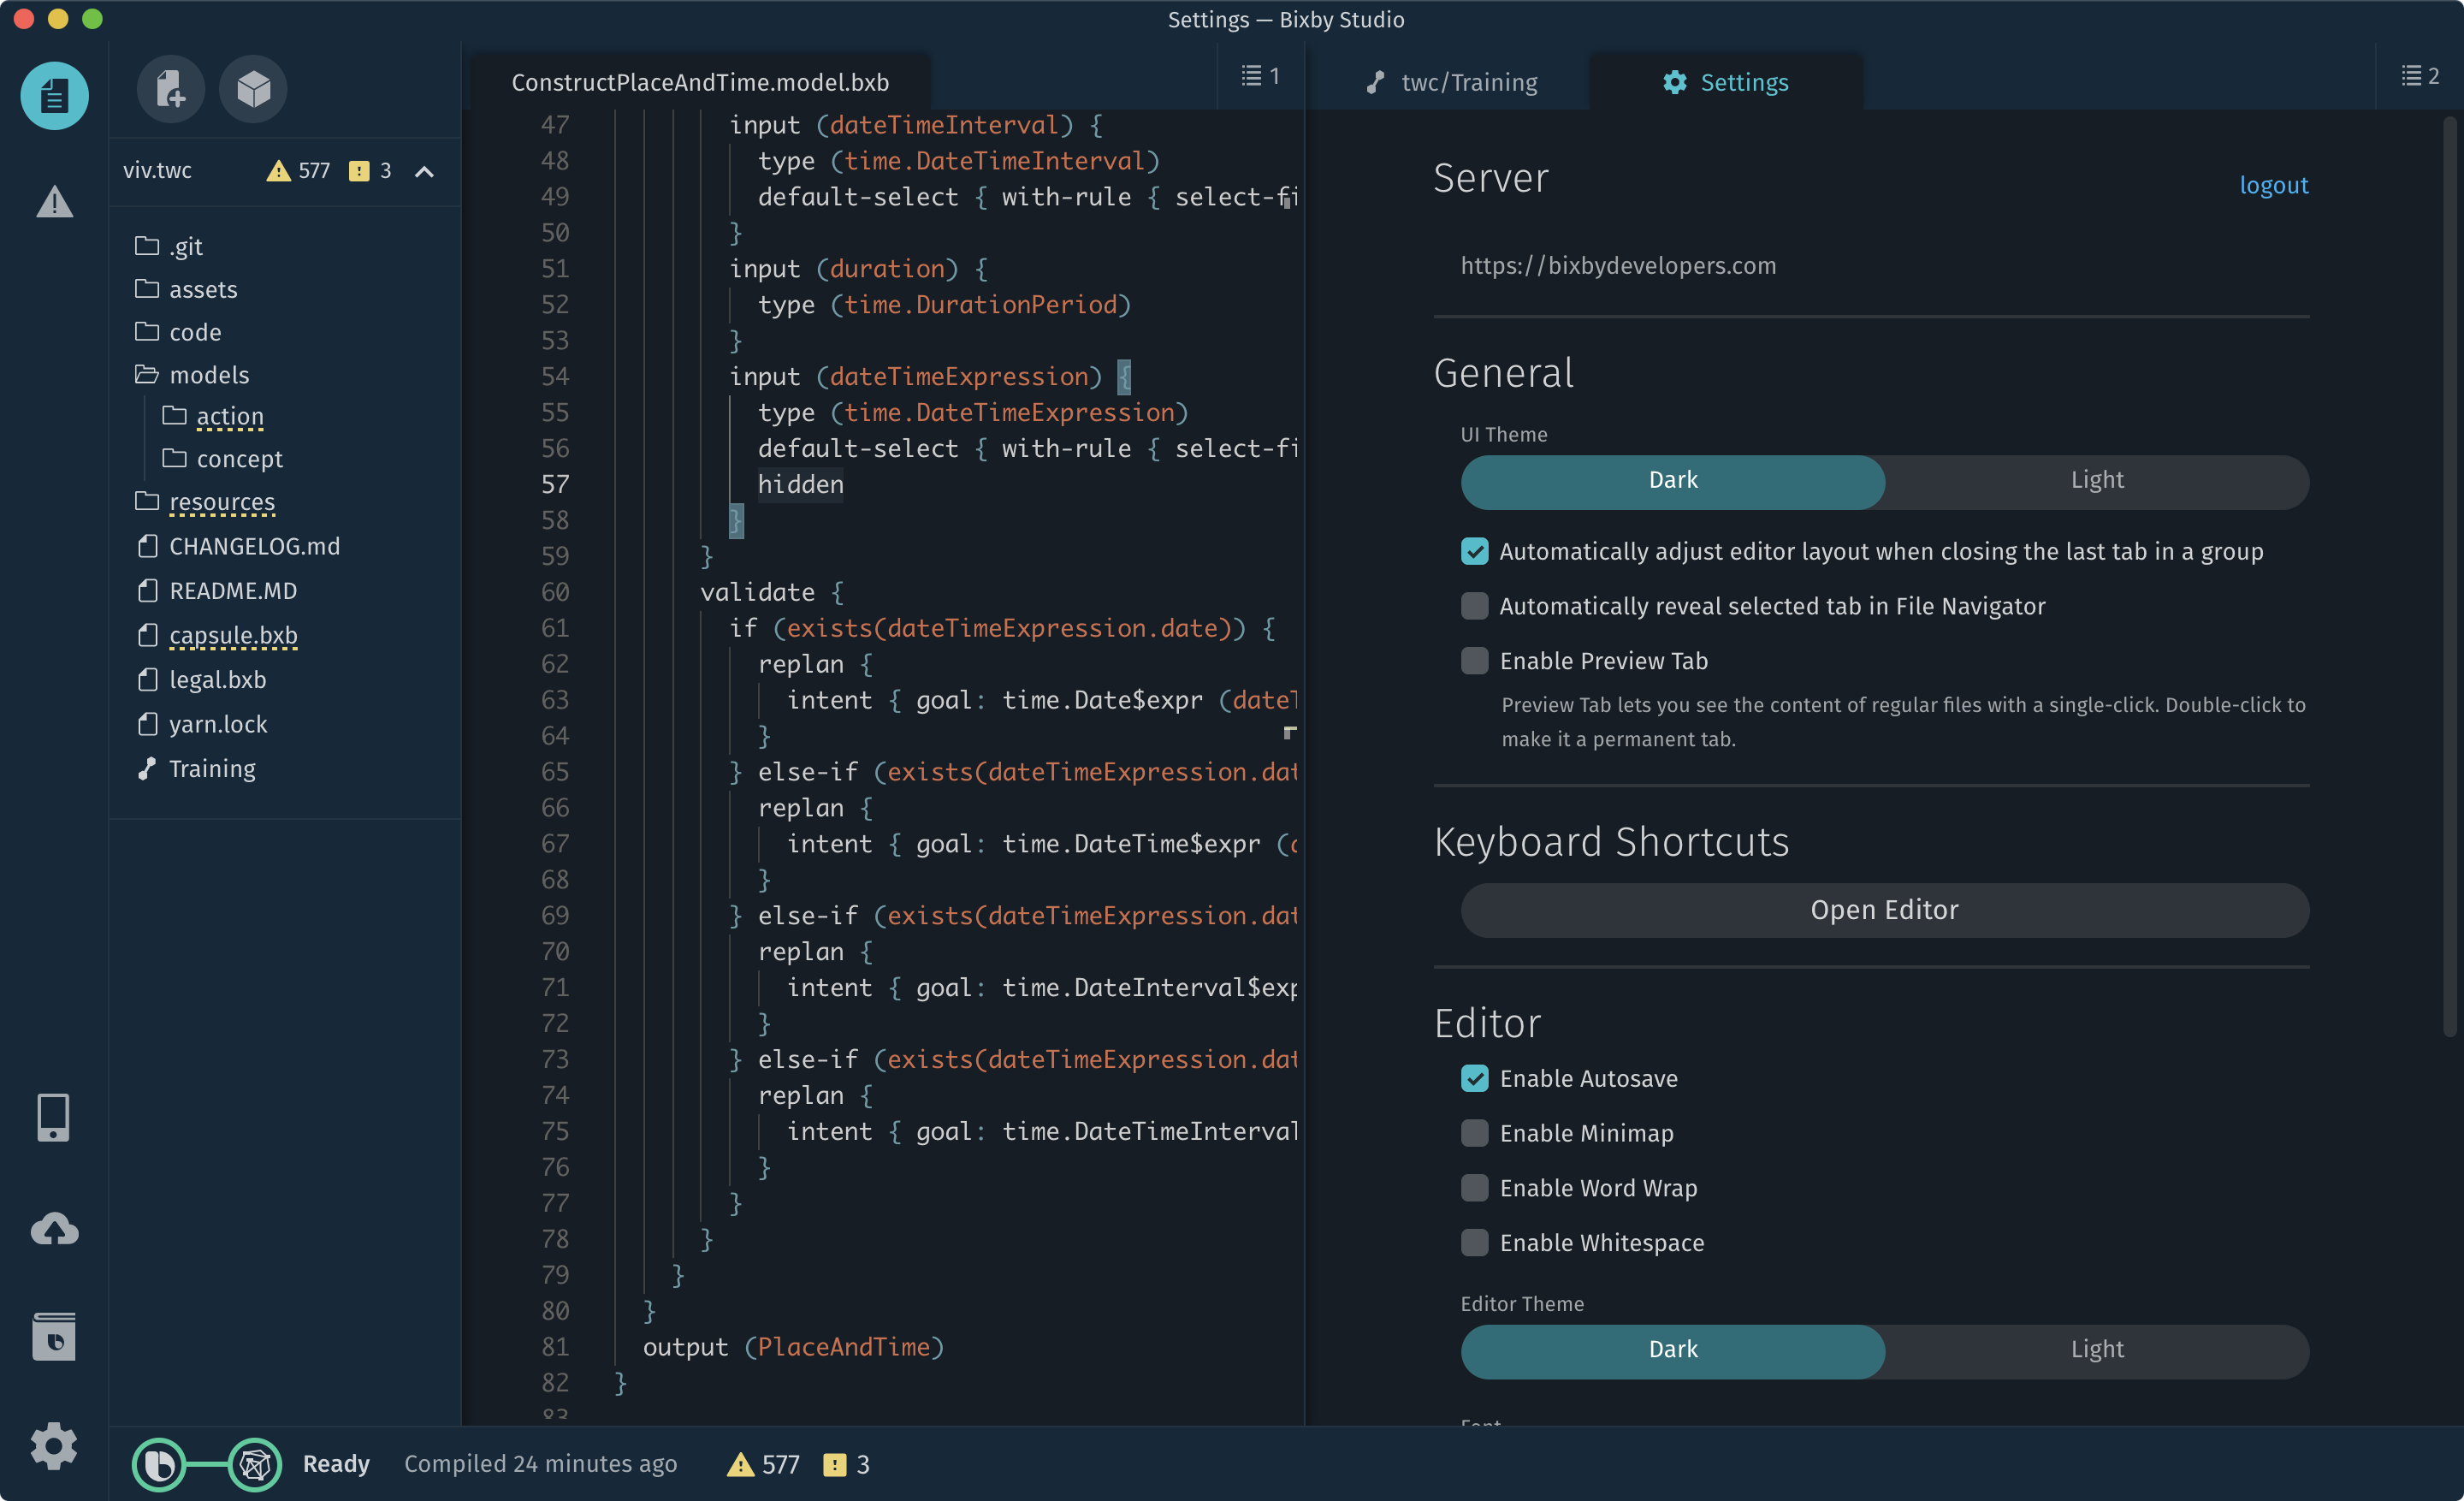 Settings — Bixby Studio
viv.twc 577 3
.git
assets
code
models
action
concept
resources
CHANGELOG.md
README.MD
capsule.bxb
legal.bxb
yarn.lock
Training
ConstructPlaceAndTime.model.bxb 1
47 input (dateTimeInterval) {
48 type (time.DateTimeInterval)
49 default-select { with-rule { select-fi
50 }
51 input (duration) {
52 type (time.DurationPeriod)
53 }
54 input (dateTimeExpression) {
55 type (time.DateTimeExpression)
56 default-select { with-rule { select-fi
57 hidden
58 }
59 }
60 validate {
61 if (exists(dateTimeExpression.date)) {
62 replan {
63 intent { goal: time.Date$expr (dateT
64 }
65 } else-if (exists(dateTimeExpression.dat
66 replan {
67 intent { goal: time.DateTime$expr (d
68 }
69 } else-if (exists(dateTimeExpression.dat
70 replan {
71 intent { goal: time.DateInterval$exp
72 }
73 } else-if (exists(dateTimeExpression.dat
74 replan {
75 intent { goal: time.DateTimeInterval
76 }
77 }
78 }
79 }
80 }
81 output (PlaceAndTime)
82 }
83
twc/Training Settings 2
Server
logout
https://bixbydevelopers.com
General
UI Theme
Dark Light
Automatically adjust editor layout when closing the last tab in a group
Automatically reveal selected tab in File Navigator
Enable Preview Tab
Preview Tab lets you see the content of regular files with a single-click. Double-click to
make it a permanent tab.
Keyboard Shortcuts
Open Editor
Editor
Enable Autosave
Enable Minimap
Enable Word Wrap
Enable Whitespace
Editor Theme
Dark Light
Font
Ready Compiled 24 minutes ago 577 3